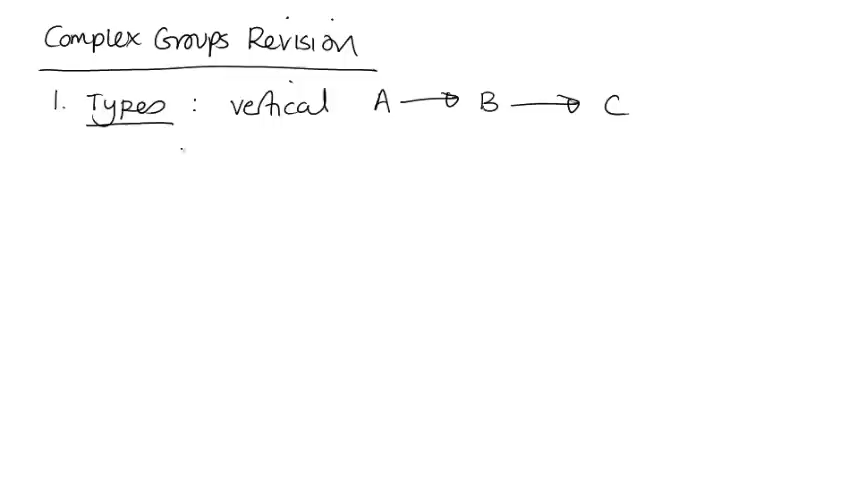 Complex Groups Revision
1. Types : vertical A → B → C